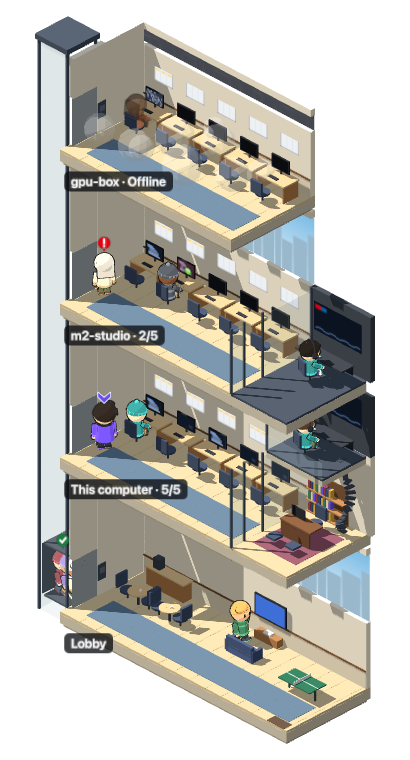 !
gpu-box · Offline
m2-studio · 2/5
This computer · 5/5
Lobby